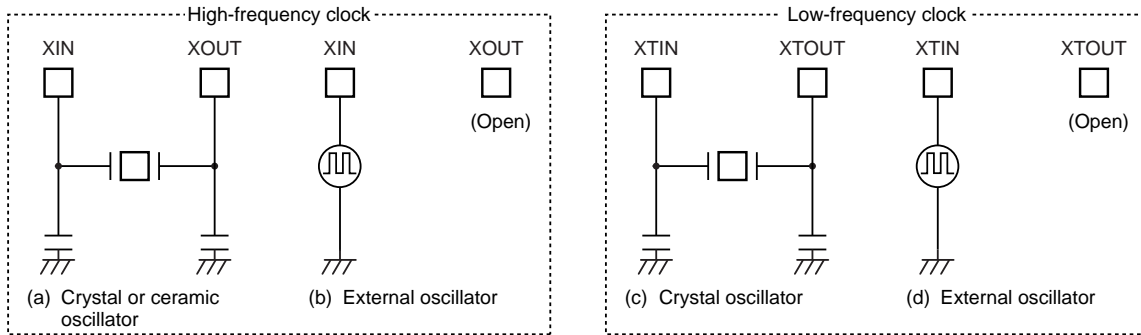 High-frequency clock
Low-frequency clock
XIN XOUT XIN XOUT
XTIN XTOUT XTIN XTOUT
(Open)
(Open)
(a) Crystal or ceramic
oscillator
(b) External oscillator
(c) Crystal oscillator
(d) External oscillator